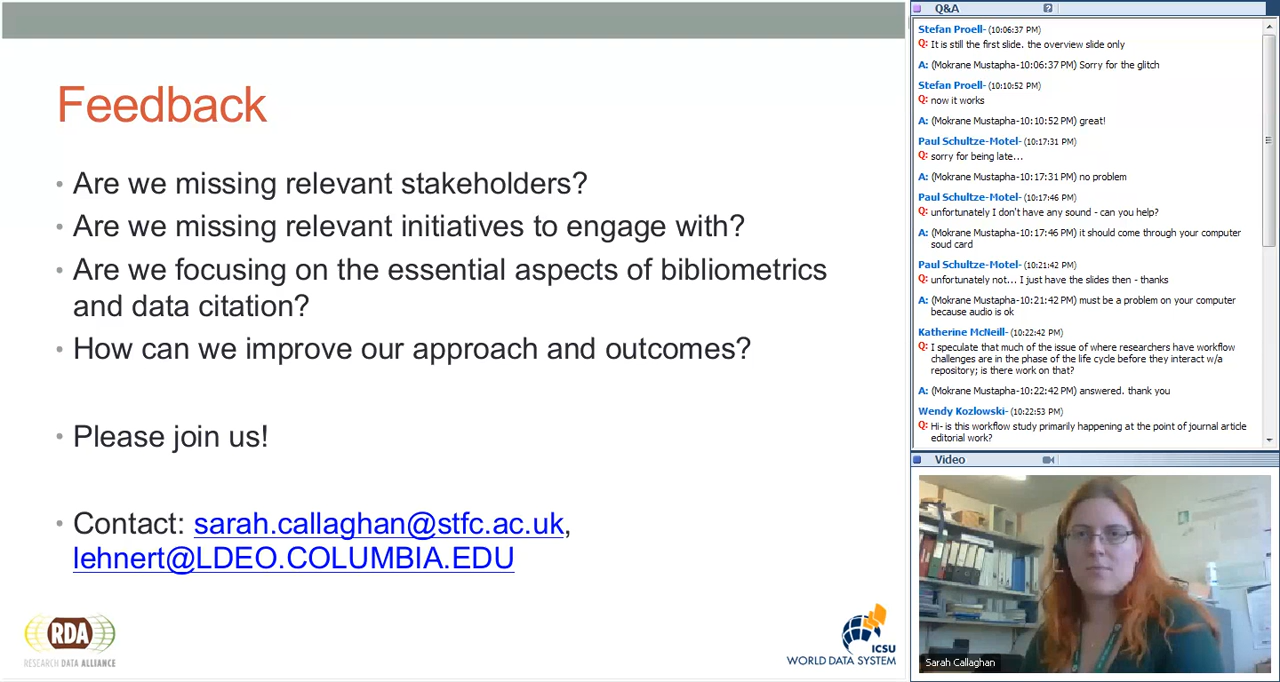 Feedback
• Are we missing relevant stakeholders?
• Are we missing relevant initiatives to engage with?
• Are we focusing on the essential aspects of bibliometrics
and data citation?
• How can we improve our approach and outcomes?
• Please join us!
• Contact: sarah.callaghan@stfc.ac.uk,
lehnert@LDEO.COLUMBIA.EDU
RDA
RESEARCH DATA ALLIANCE
ICSU
WORLD DATA SYSTEM
Q&A
Stefan Proell- (10:06:37 PM)
Q: It is still the first slide. the overview slide only
A: (Mokrane Mustapha-10:06:37 PM) Sorry for the glitch
Stefan Proell- (10:10:52 PM)
Q: now it works
A: (Mokrane Mustapha-10:10:52 PM) great!
Paul Schultze-Motel- (10:17:31 PM)
Q: sorry for being late...
A: (Mokrane Mustapha-10:17:31 PM) no problem
Paul Schultze-Motel- (10:17:46 PM)
Q: unfortunately I don't have any sound - can you help?
A: (Mokrane Mustapha-10:17:46 PM) it should come through your computer
soud card
Paul Schultze-Motel- (10:21:42 PM)
Q: unfortunately not... I just have the slides then - thanks
A: (Mokrane Mustapha-10:21:42 PM) must be a problem on your computer
because audio is ok
Katherine McNeill- (10:22:42 PM)
Q: I speculate that much of the issue of where researchers have workflow
challenges are in the phase of the life cycle before they interact w/a
repository; is there work on that?
A: (Mokrane Mustapha-10:22:42 PM) answered. thank you
Wendy Kozlowski- (10:22:53 PM)
Q: Hi- is this workflow study primarily happening at the point of journal article
editorial work?
Video
Sarah Callaghan